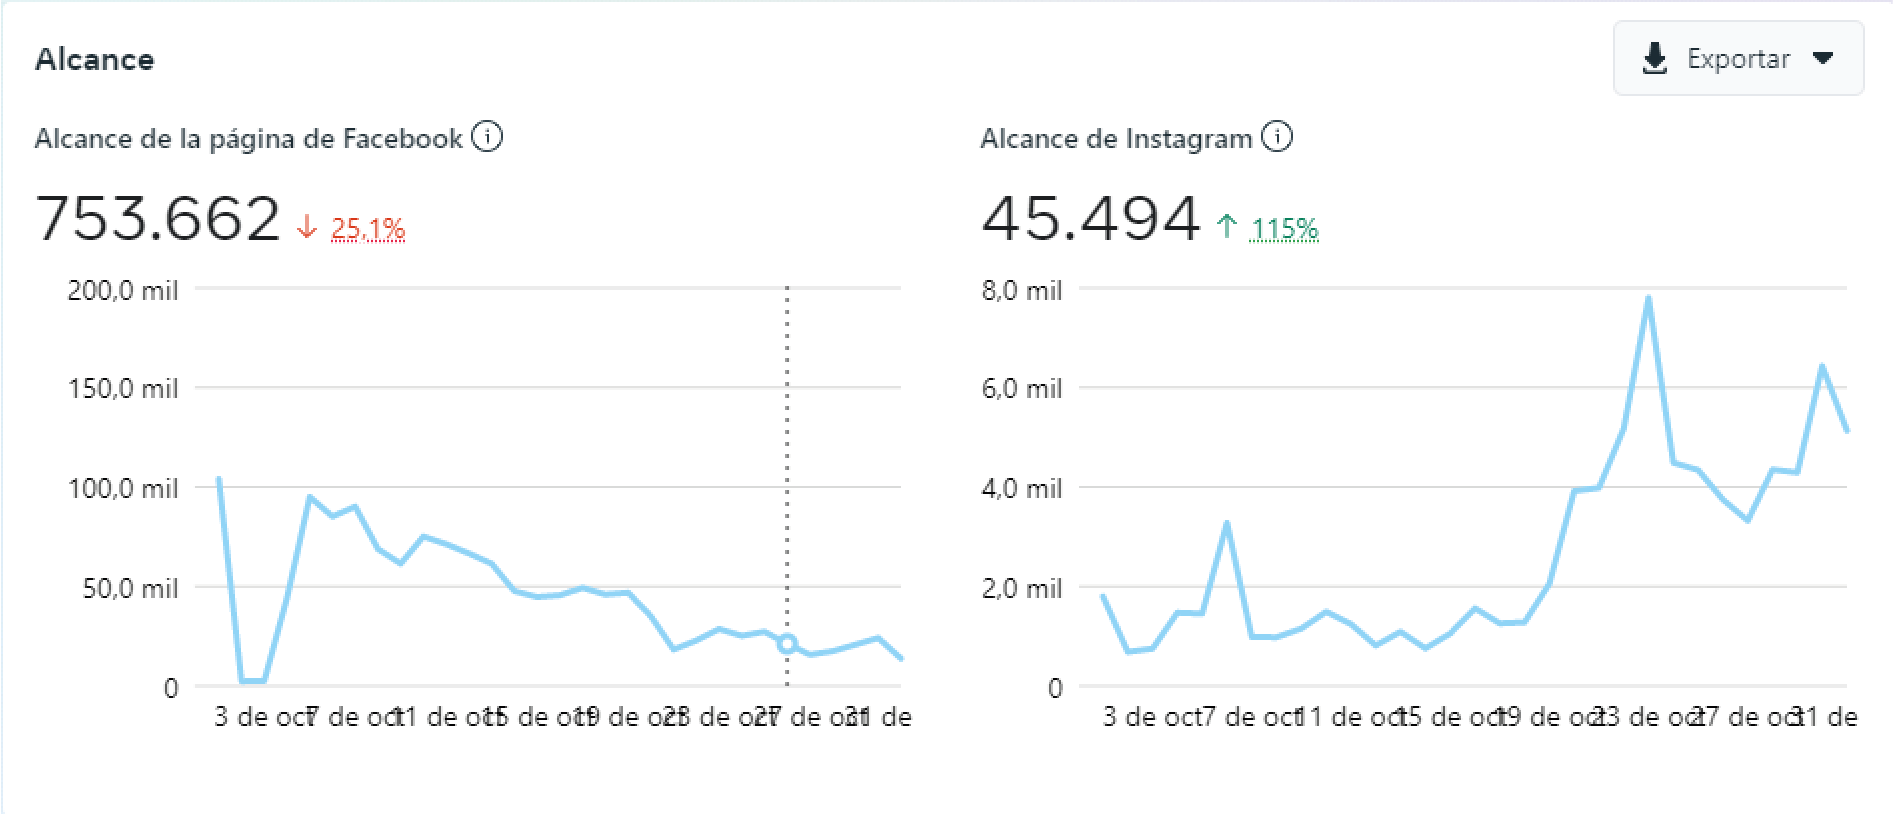 Alcance
Exportar
Alcance de la página de Facebook
753.662 ↓ 25,1%
200,0 mil
150,0 mil
100,0 mil
50,0 mil
0
3 de oct 7 de oct 11 de oct 15 de oct 19 de oct 23 de oct 27 de oct 31 de
Alcance de Instagram
45.494 ↑ 115%
8,0 mil
6,0 mil
4,0 mil
2,0 mil
0
3 de oct 7 de oct 11 de oct 15 de oct 19 de oct 23 de oct 27 de oct 31 de